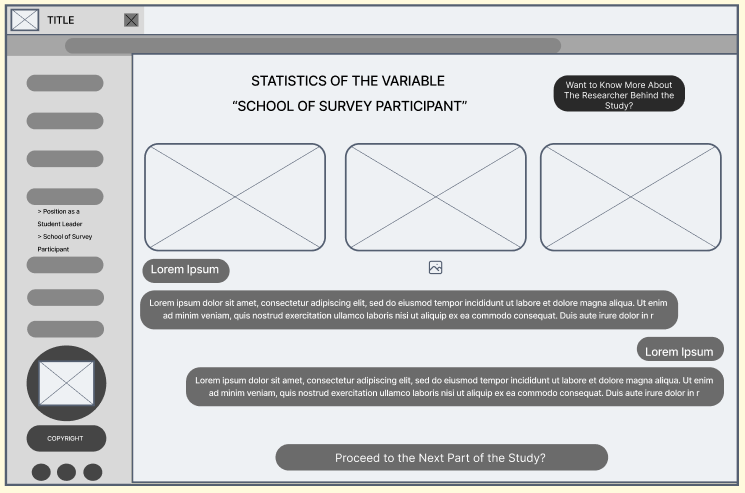 TITLE
STATISTICS OF THE VARIABLE
“SCHOOL OF SURVEY PARTICIPANT”
Want to Know More About
The Researcher Behind the
Study?
> Position as a
Student Leader
> School of Survey
Participant
Lorem Ipsum
Lorem ipsum dolor sit amet, consectetur adipiscing elit, sed do eiusmod tempor incididunt ut labore et dolore magna aliqua. Ut enim
ad minim veniam, quis nostrud exercitation ullamco laboris nisi ut aliquip ex ea commodo consequat. Duis aute irure dolor in r
Lorem Ipsum
Lorem ipsum dolor sit amet, consectetur adipiscing elit, sed do eiusmod tempor incididunt ut labore et dolore magna aliqua. Ut enim
ad minim veniam, quis nostrud exercitation ullamco laboris nisi ut aliquip ex ea commodo consequat. Duis aute irure dolor in r
COPYRIGHT
Proceed to the Next Part of the Study?